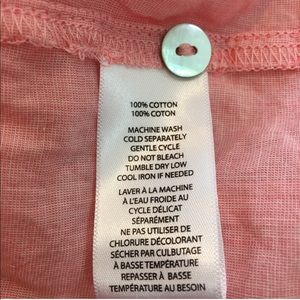 100% COTTON
100% COTTON
MACHINE WASH
COLD SEPARATELY
GENTLE CYCLE
DO NOT BLEACH
TUMBLE DRY LOW
COOL IRON IF NEEDED
LAVER À LA MACHINE
À L'EAU FROIDE AU
CYCLE DÉLICAT
SÉPARÉMENT
NE PAS UTILISER DE
CHLORURE DÉCOLORANT
SÉCHER PAR CULBUTAGE
À BASSE TEMPÉRATURE
REPASSER À BASSE
TEMPÉRATURE AU BESOIN